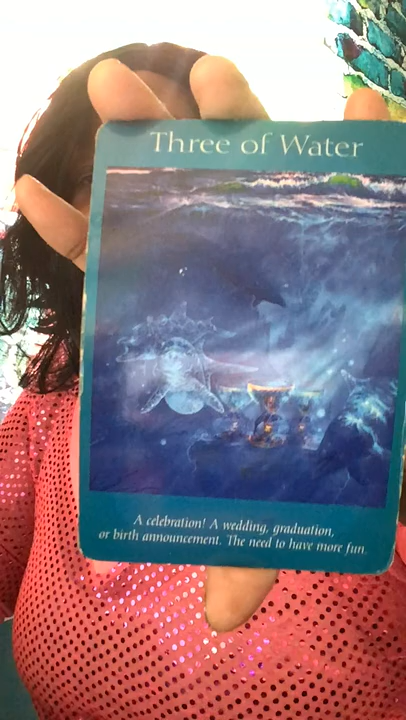 Three of Water
A celebration! A wedding, graduation,
or birth announcement. The need to have more fun.